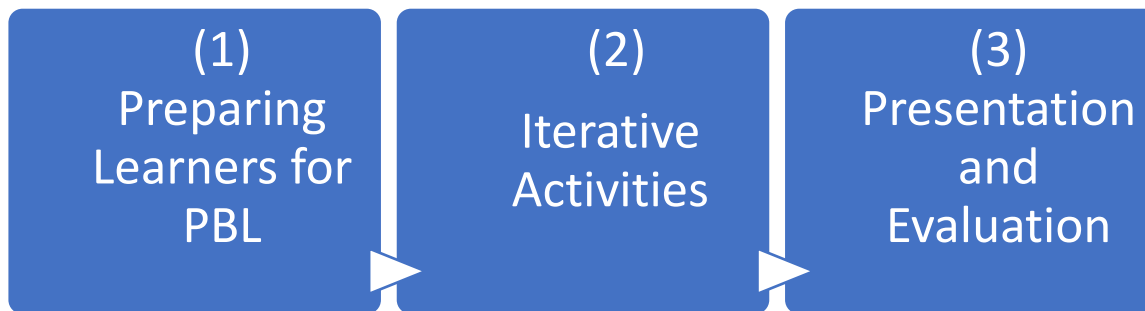 (1)
Preparing
Learners for
PBL
(2)
Iterative
Activities
(3)
Presentation
and
Evaluation